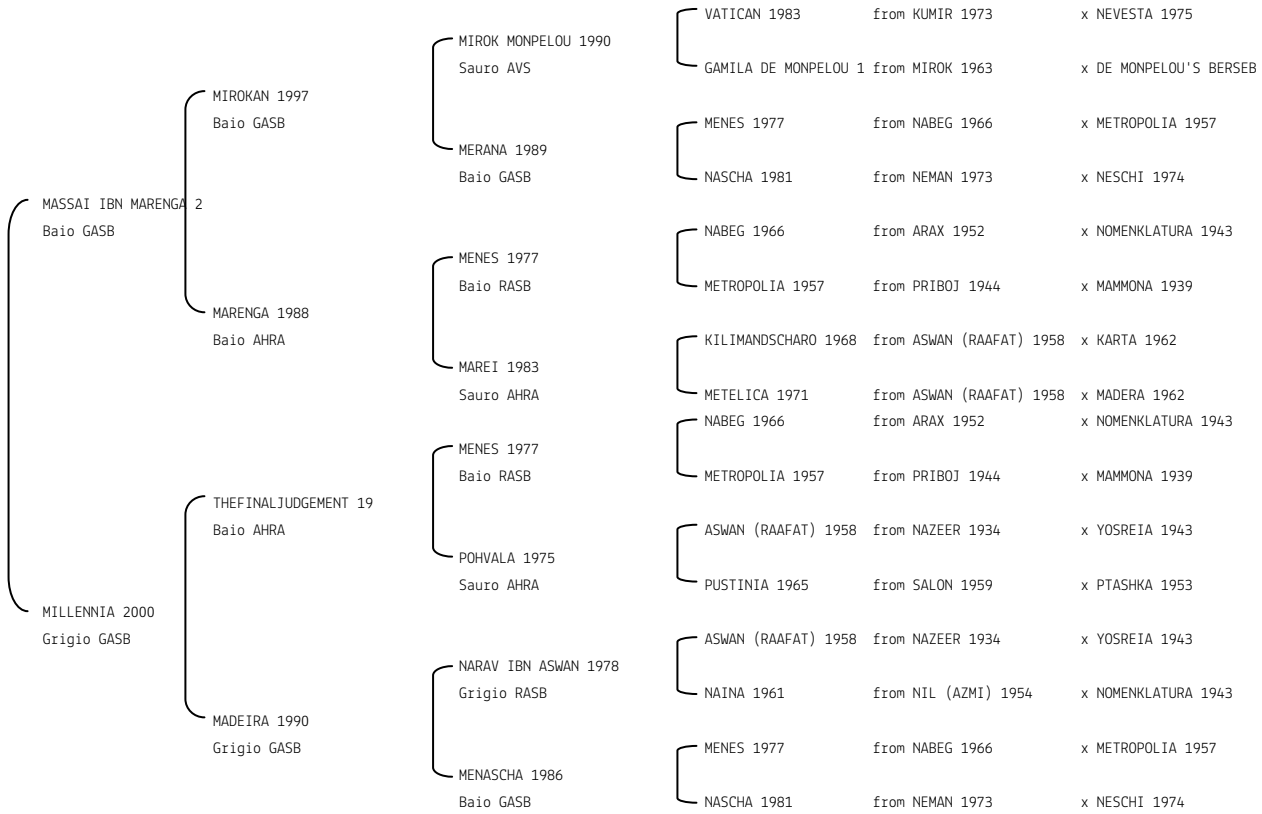 VATICAN 1983 from KUMIR 1973 x NEVESTA 1975
MIROK MONPELOU 1990
Sauro AVS
GAMILA DE MONPELOU 1 from MIROK 1963 x DE MONPELOU'S BERSEB
MIROKAN 1997
Baio GASB
MENES 1977 from NABEG 1966 x METROPOLIA 1957
MERANA 1989
Baio GASB
NASCHA 1981 from NEMAN 1973 x NESCHI 1974
MASSAI IBN MARENGA 2
Baio GASB
NABEG 1966 from ARAX 1952 x NOMENKLATURA 1943
MENES 1977
Baio RASB
METROPOLIA 1957 from PRIBOJ 1944 x MAMMONA 1939
MARENGA 1988
Baio AHRA
KILIMANDSCHARO 1968 from ASWAN (RAAFAT) 1958 x KARTA 1962
MAREI 1983
Sauro AHRA
METELICA 1971 from ASWAN (RAAFAT) 1958 x MADERA 1962
NABEG 1966 from ARAX 1952 x NOMENKLATURA 1943
MENES 1977
Baio RASB
METROPOLIA 1957 from PRIBOJ 1944 x MAMMONA 1939
THEFINALJUDGEMENT 19
Baio AHRA
ASWAN (RAAFAT) 1958 from NAZEER 1934 x YOSREIA 1943
POHVALA 1975
Sauro AHRA
PUSTINIA 1965 from SALON 1959 x PTASHKA 1953
MILLENNIA 2000
Grigio GASB
ASWAN (RAAFAT) 1958 from NAZEER 1934 x YOSREIA 1943
NARAV IBN ASWAN 1978
Grigio RASB
NAINA 1961 from NIL (AZMI) 1954 x NOMENKLATURA 1943
MADEIRA 1990
Grigio GASB
MENES 1977 from NABEG 1966 x METROPOLIA 1957
MENASCHA 1986
Baio GASB
NASCHA 1981 from NEMAN 1973 x NESCHI 1974